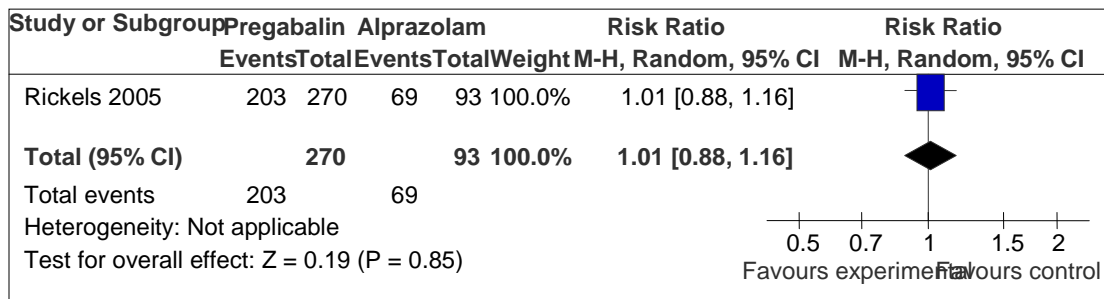 Study or Subgroup Pregabalin Alprazolam Risk Ratio Risk Ratio
Events Total Events Total Weight M-H, Random, 95% CI M-H, Random, 95% CI
Rickels 2005 203 270 69 93 100.0% 1.01 [0.88, 1.16]
Total (95% CI) 270 93 100.0% 1.01 [0.88, 1.16]
Total events 203 69
Heterogeneity: Not applicable
Test for overall effect: Z = 0.19 (P = 0.85)
0.5 0.7 1 1.5 2
Favours experimental Favours control